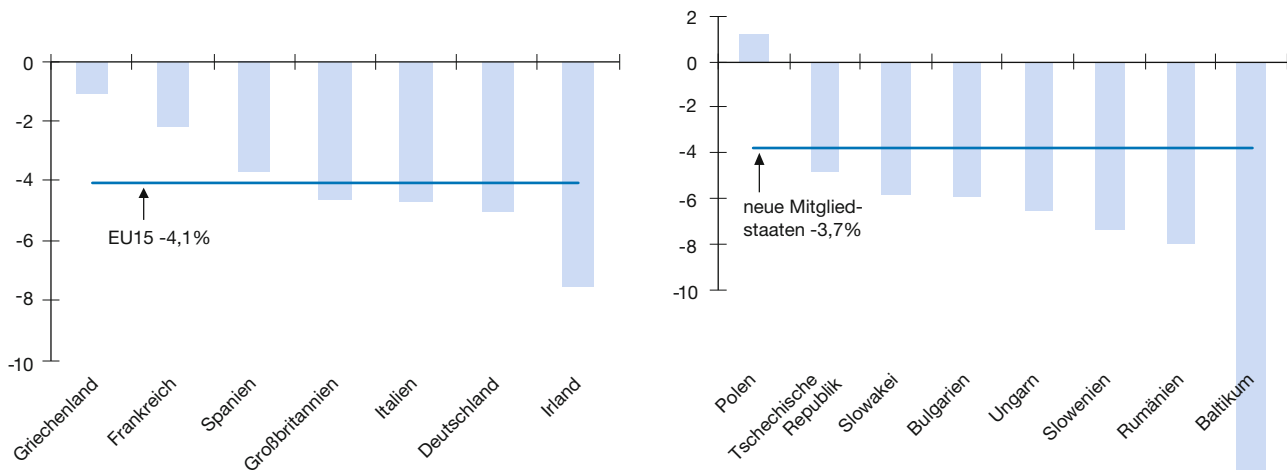 0
-2
-4
-6
-8
-10
EU15 -4,1%
Griechenland
Frankreich
Spanien
Großbritannien
Italien
Deutschland
Irland
2
0
-2
-4
-6
-8
-10
neue Mitglied-
staaten -3,7%
Polen
Tschechische
Republik
Slowakei
Bulgarien
Ungarn
Slowenien
Rumänien
Baltikum